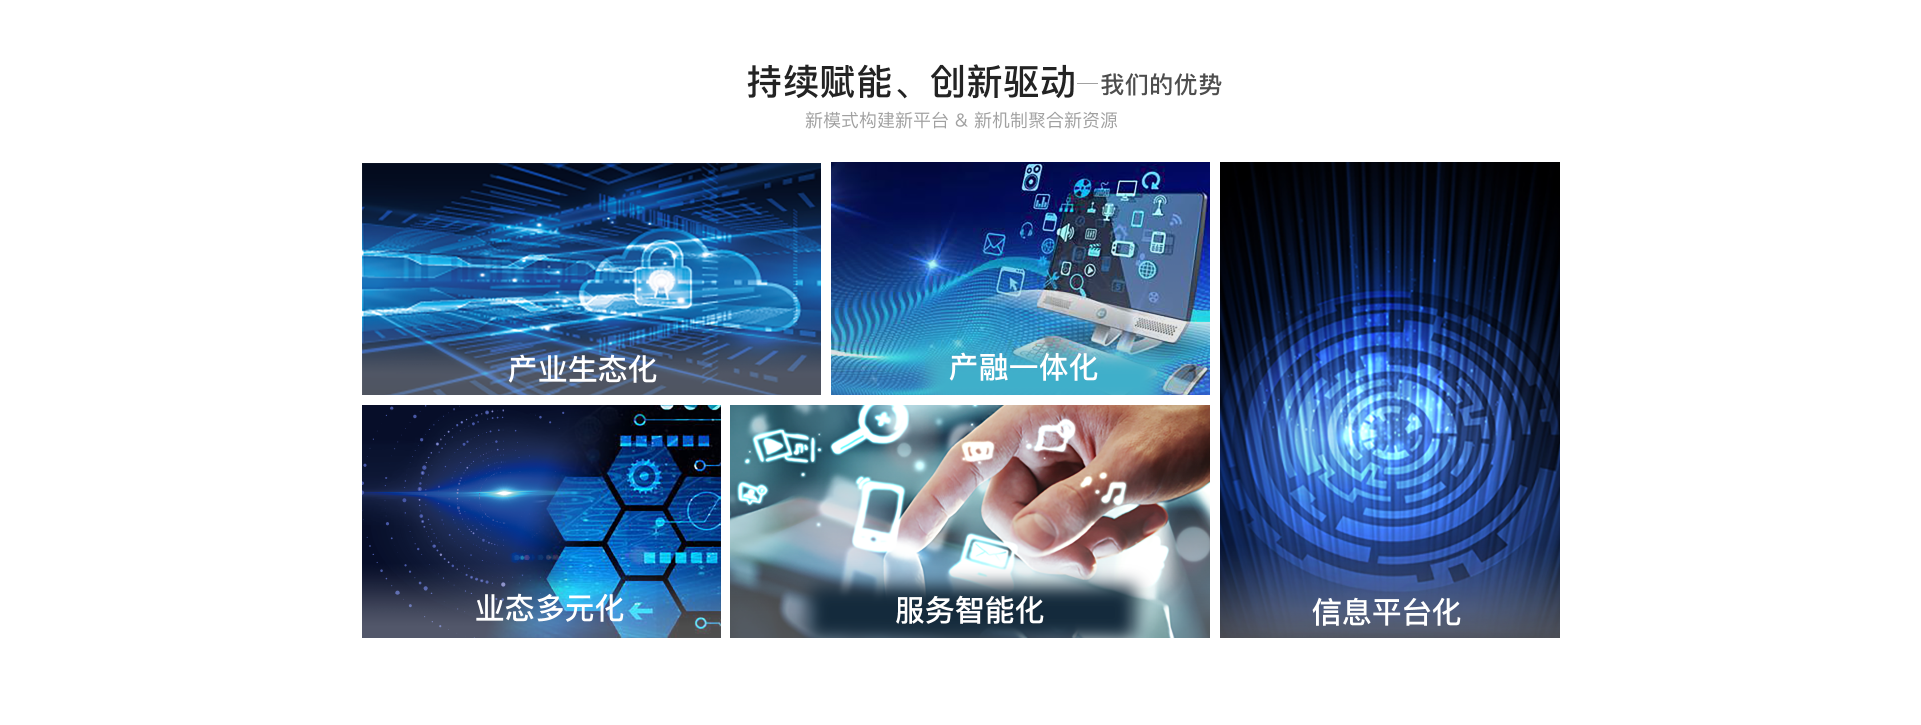 持续赋能、创新驱动—我们的优势
新模式构建新平台 & 新机制聚合新资源
产业生态化
产融一体化
业态多元化
服务智能化
信息平台化